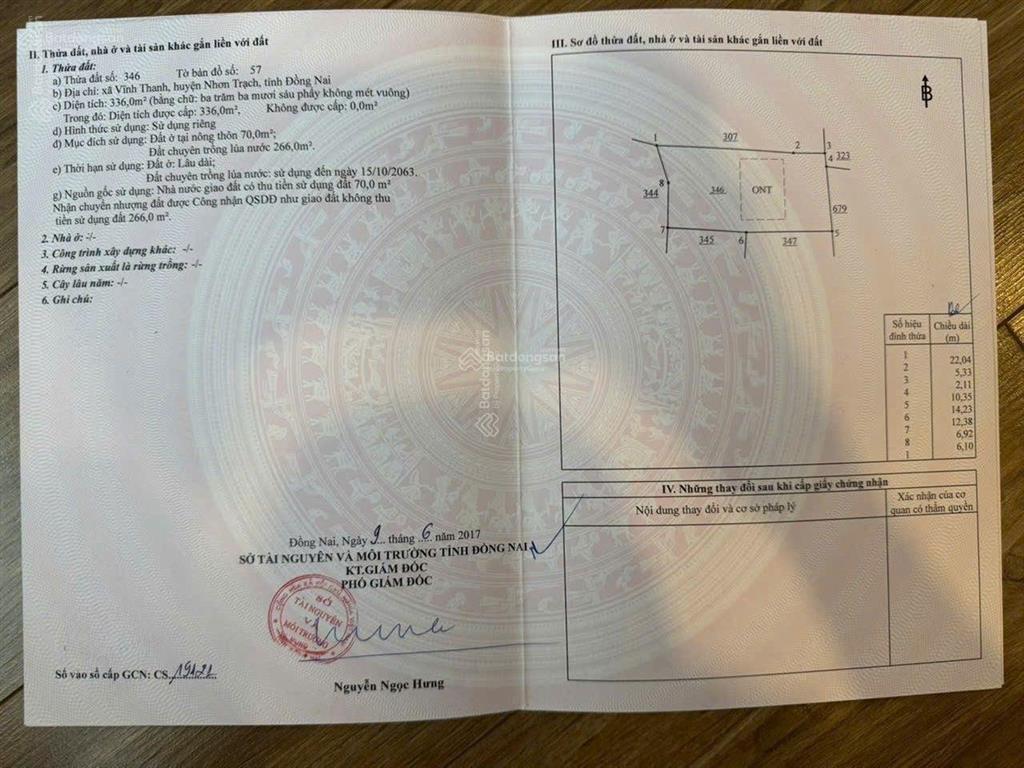 II. Thửa đất, nhà ở và tài sản khác gắn liền với đất
1. Thửa đất:
a) Thửa đất số: 346 Tờ bản đồ số: 57
b) Địa chỉ: xã Vĩnh Thanh, huyện Nhơn Trạch, tỉnh Đồng Nai
c) Diện tích: 336,0m² (bằng chữ: ba trăm ba mươi sáu phẩy không mét vuông)
Trong đó: Diện tích được cấp: 336,0m², Không được cấp: 0,0m²
d) Hình thức sử dụng: Sử dụng riêng
đ) Mục đích sử dụng: Đất ở tại nông thôn 70,0m²;
Đất chuyên trồng lúa nước 266,0m².
e) Thời hạn sử dụng: Đất ở: Lâu dài;
Đất chuyên trồng lúa nước: sử dụng đến ngày 15/10/2063.
g) Nguồn gốc sử dụng: Nhà nước giao đất có thu tiền sử dụng đất 70,0 m²
Nhận chuyển nhượng đất được Công nhận QSDĐ như giao đất không thu
tiền sử dụng đất 266,0 m².
2. Nhà ở: -/-
3. Công trình xây dựng khác: -/-
4. Rừng sản xuất là rừng trồng: -/-
5. Cây lâu năm: -/-
6. Ghi chú:
Đồng Nai, Ngày 9 tháng 6 năm 2017
SỞ TÀI NGUYÊN VÀ MÔI TRƯỜNG TỈNH ĐỒNG NAI
KT.GIÁM ĐỐC
PHÓ GIÁM ĐỐC
SỞ
TÀI NGUYÊN
VÀ
MÔI TRƯỜNG
Nguyễn Ngọc Hưng
Số vào sổ cấp GCN: CS.
Batdongsan
III. Sơ đồ thửa đất, nhà ở và tài sản khác gắn liền với đất
B
1 307 2 3
4 323
8 344 346 ONT
679
7 345 6 347 5
Số hiệu đỉnh thửa
Chiều dài (m)
1
22,04
2
5,33
3
2,11
4
10,35
5
14,23
6
12,38
7
6,92
8
6,10
1
IV. Những thay đổi sau khi cấp giấy chứng nhận
Nội dung thay đổi và cơ sở pháp lý
Xác nhận của cơ
quan có thẩm quyền